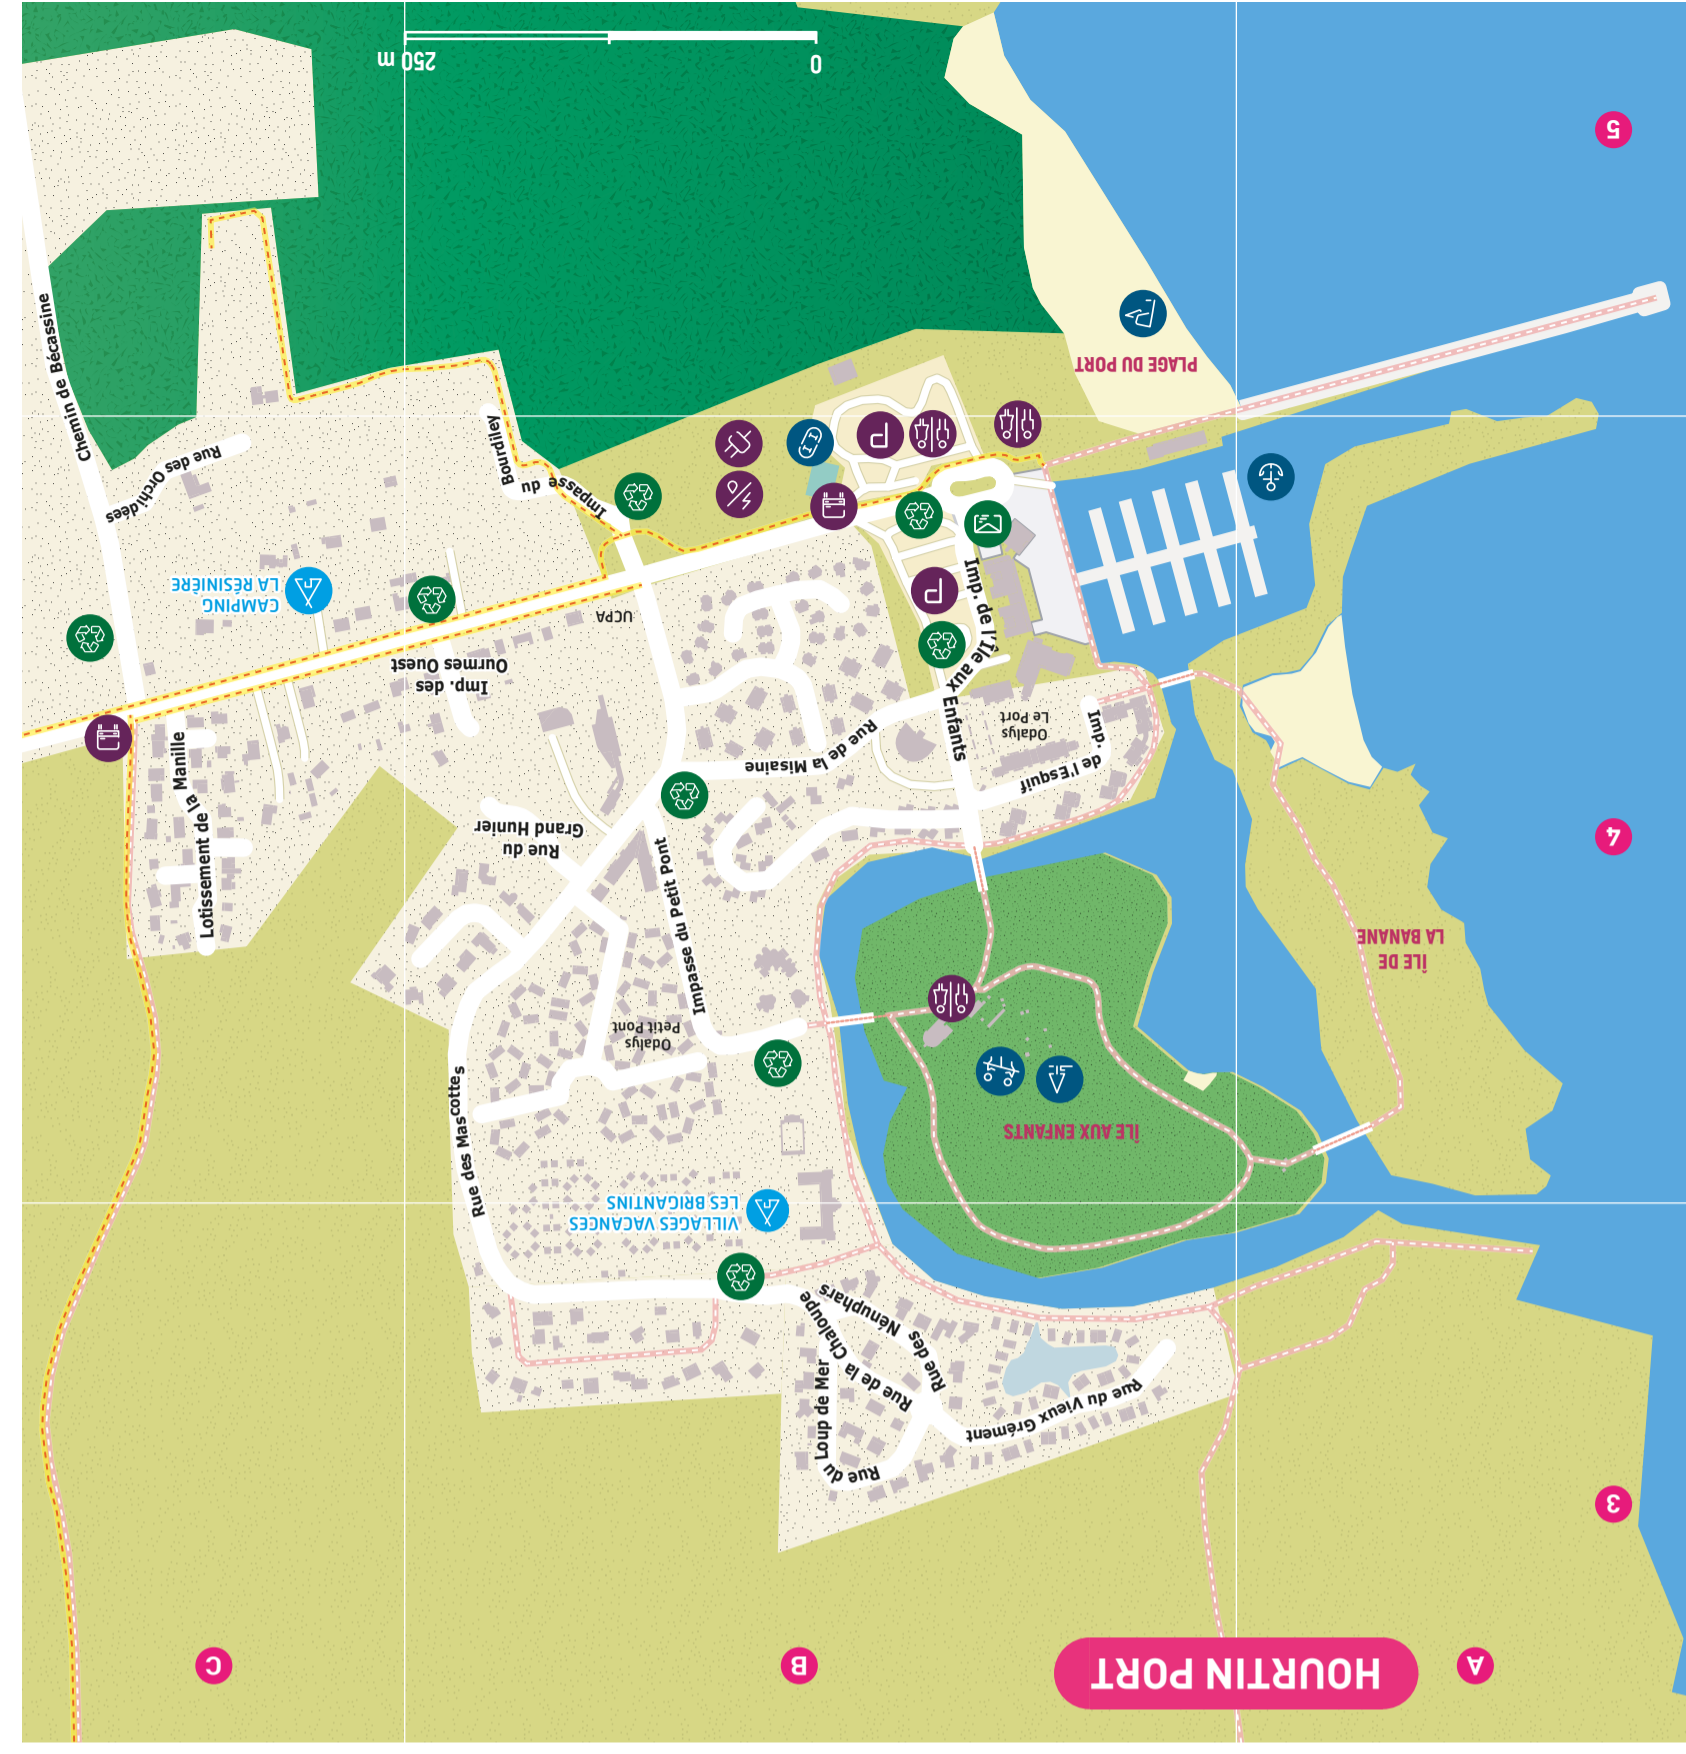 HOURTIN PORT
A
B
C
3
4
5
Rue du
Loup de Mer
Rue du Vieux Grément
Rue de la Chaloupe
Rue des Nénuphars
VILLAGES VACANCES
LES BRIGANTINS
Rue des Mascottes
ÎLE AUX ENFANTS
Odalys
Petit Pont
Impasse du Petit Pont
ÎLE DE
LA BANANE
Rue du
Grand Hunier
Lotissement de la Manille
Imp.
de l'Esquif
Rue de la Misaine
Odalys
Le Port
Imp. de l'Île aux
Enfants
Imp. des
Ourmes Ouest
UCPA
CAMPING
LA RÉSINIÈRE
P
P
Impasse du
Bourdiley
Rue des Orchidées
Chemin de Bécassine
PLAGE DU PORT
0
250 m